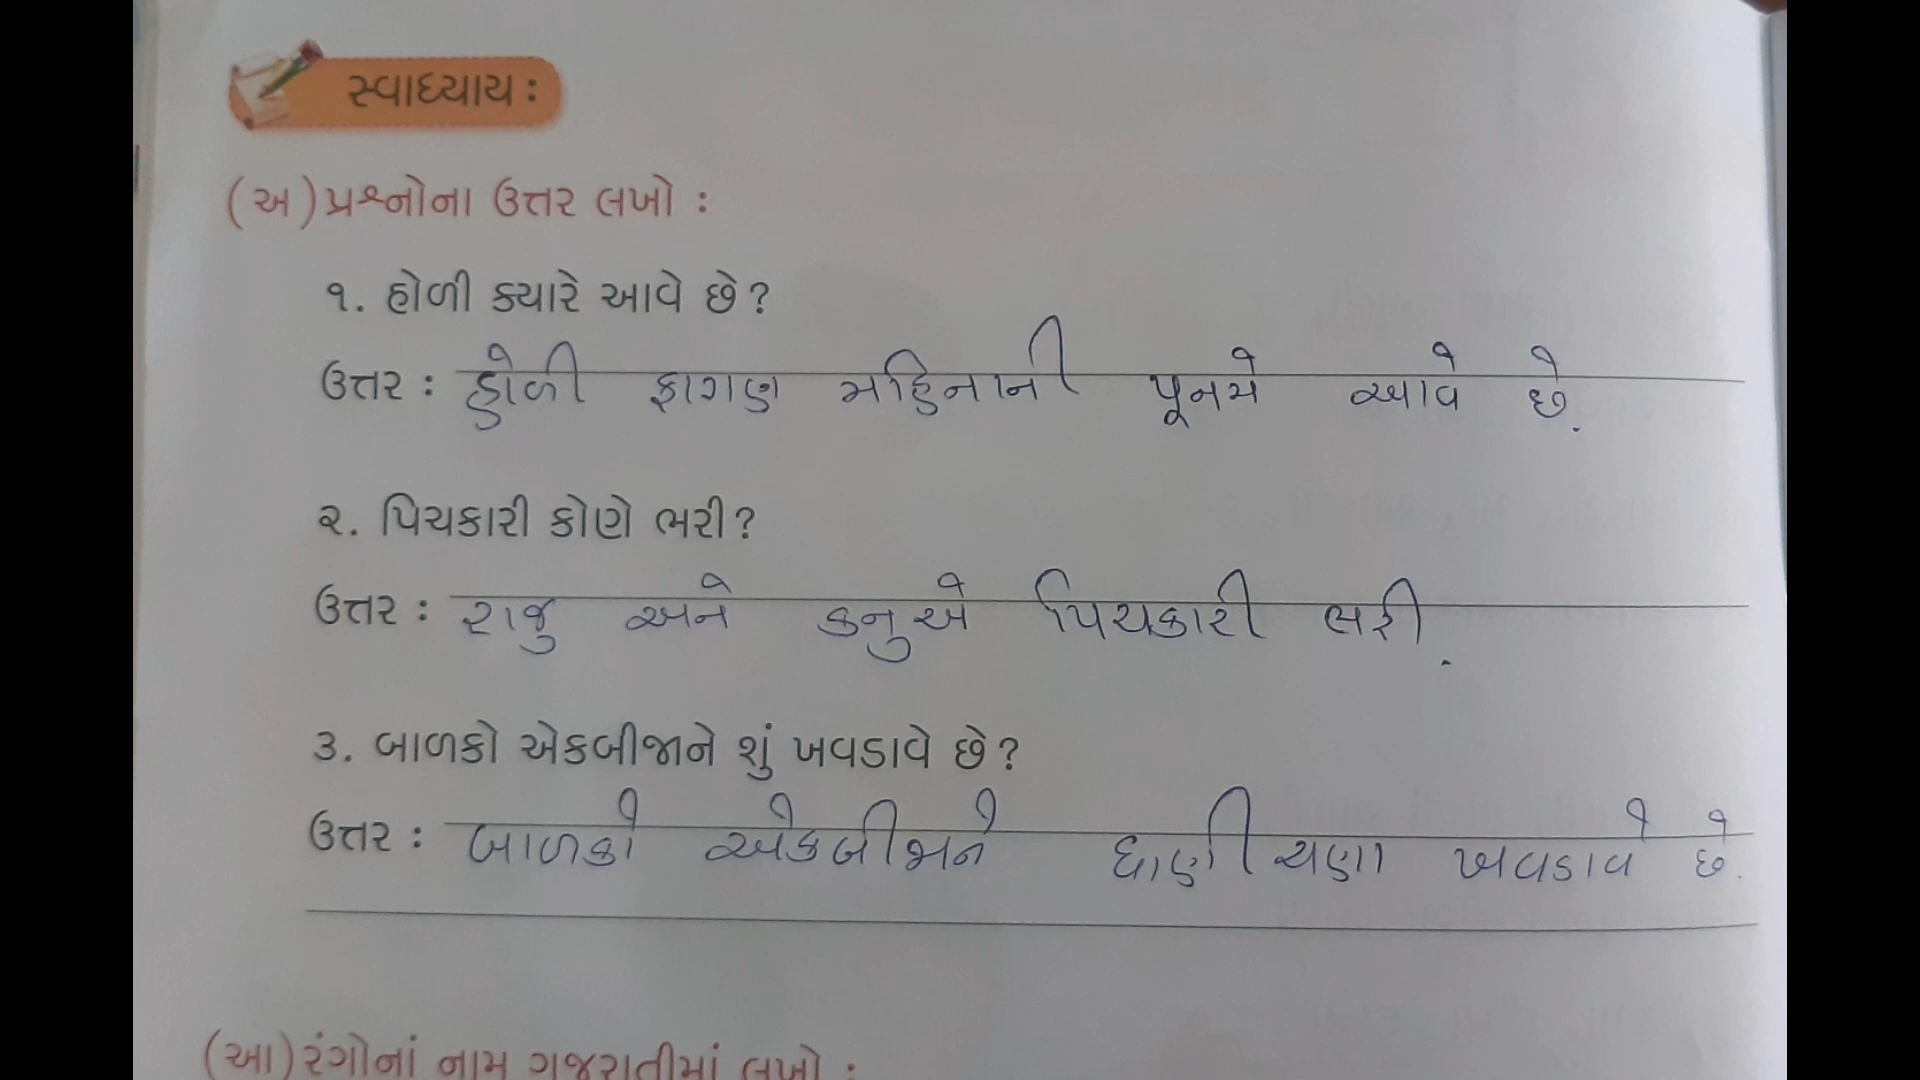 સ્વાધ્યાય :
(અ) પ્રશ્નોના ઉત્તર લખો :
૧. હોળી ક્યારે આવે છે?
ઉત્તર : હોળી ફાગણ મહિનાની પૂનમે આવે છે.
૨. પિચકારી કોણે ભરી?
ઉત્તર : રાજુ અને કનુએ પિચકારી ભરી.
૩. બાળકો એકબીજાને શું ખવડાવે છે?
ઉત્તર : બાળકો એકબીજાને ધાણી ચણા ખવડાવે છે.
(આ) રંગોનાં નામ ગુજરાતીમાં લખો :